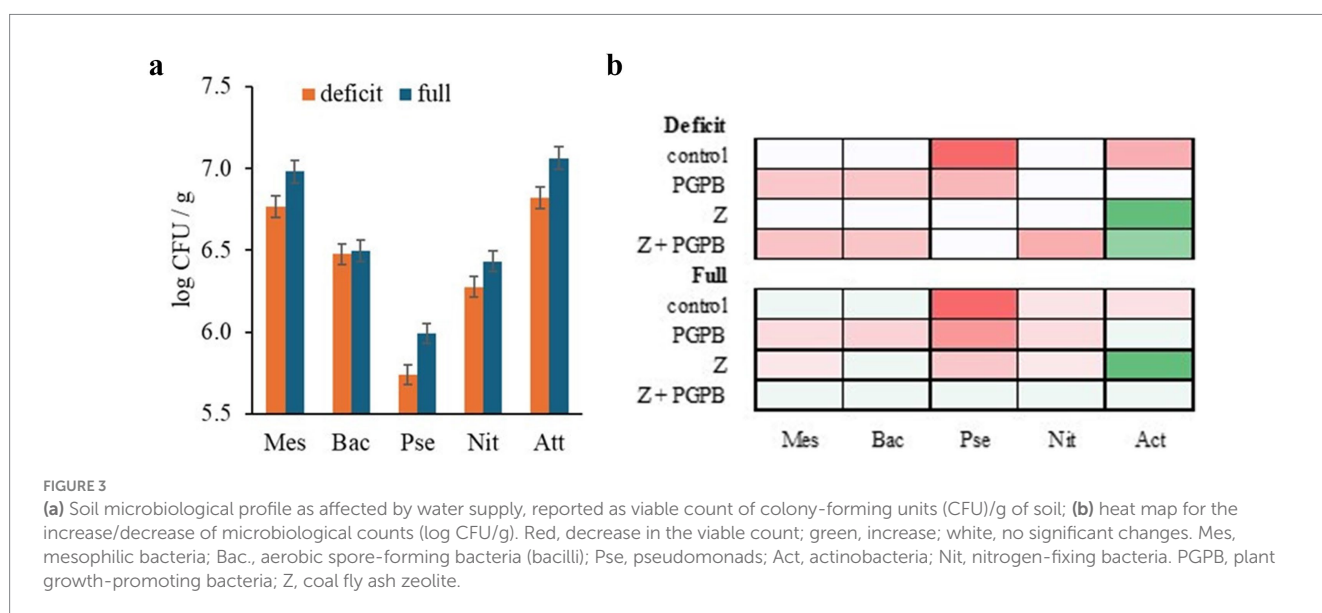 a
b
7.5
7.0
6.5
6.0
5.5
log CFU / g
deficit full
Mes Bac Pse Nit Att
Deficit
control
PGPB
Z
Z + PGPB
Full
control
PGPB
Z
Z + PGPB
Mes Bac Pse Nit Act
FIGURE 3
(a) Soil microbiological profile as affected by water supply, reported as viable count of colony-forming units (CFU)/g of soil; (b) heat map for the
increase/decrease of microbiological counts (log CFU/g). Red, decrease in the viable count; green, increase; white, no significant changes. Mes,
mesophilic bacteria; Bac., aerobic spore-forming bacteria (bacilli); Pse, pseudomonads; Act, actinobacteria; Nit, nitrogen-fixing bacteria. PGPB, plant
growth-promoting bacteria; Z, coal fly ash zeolite.